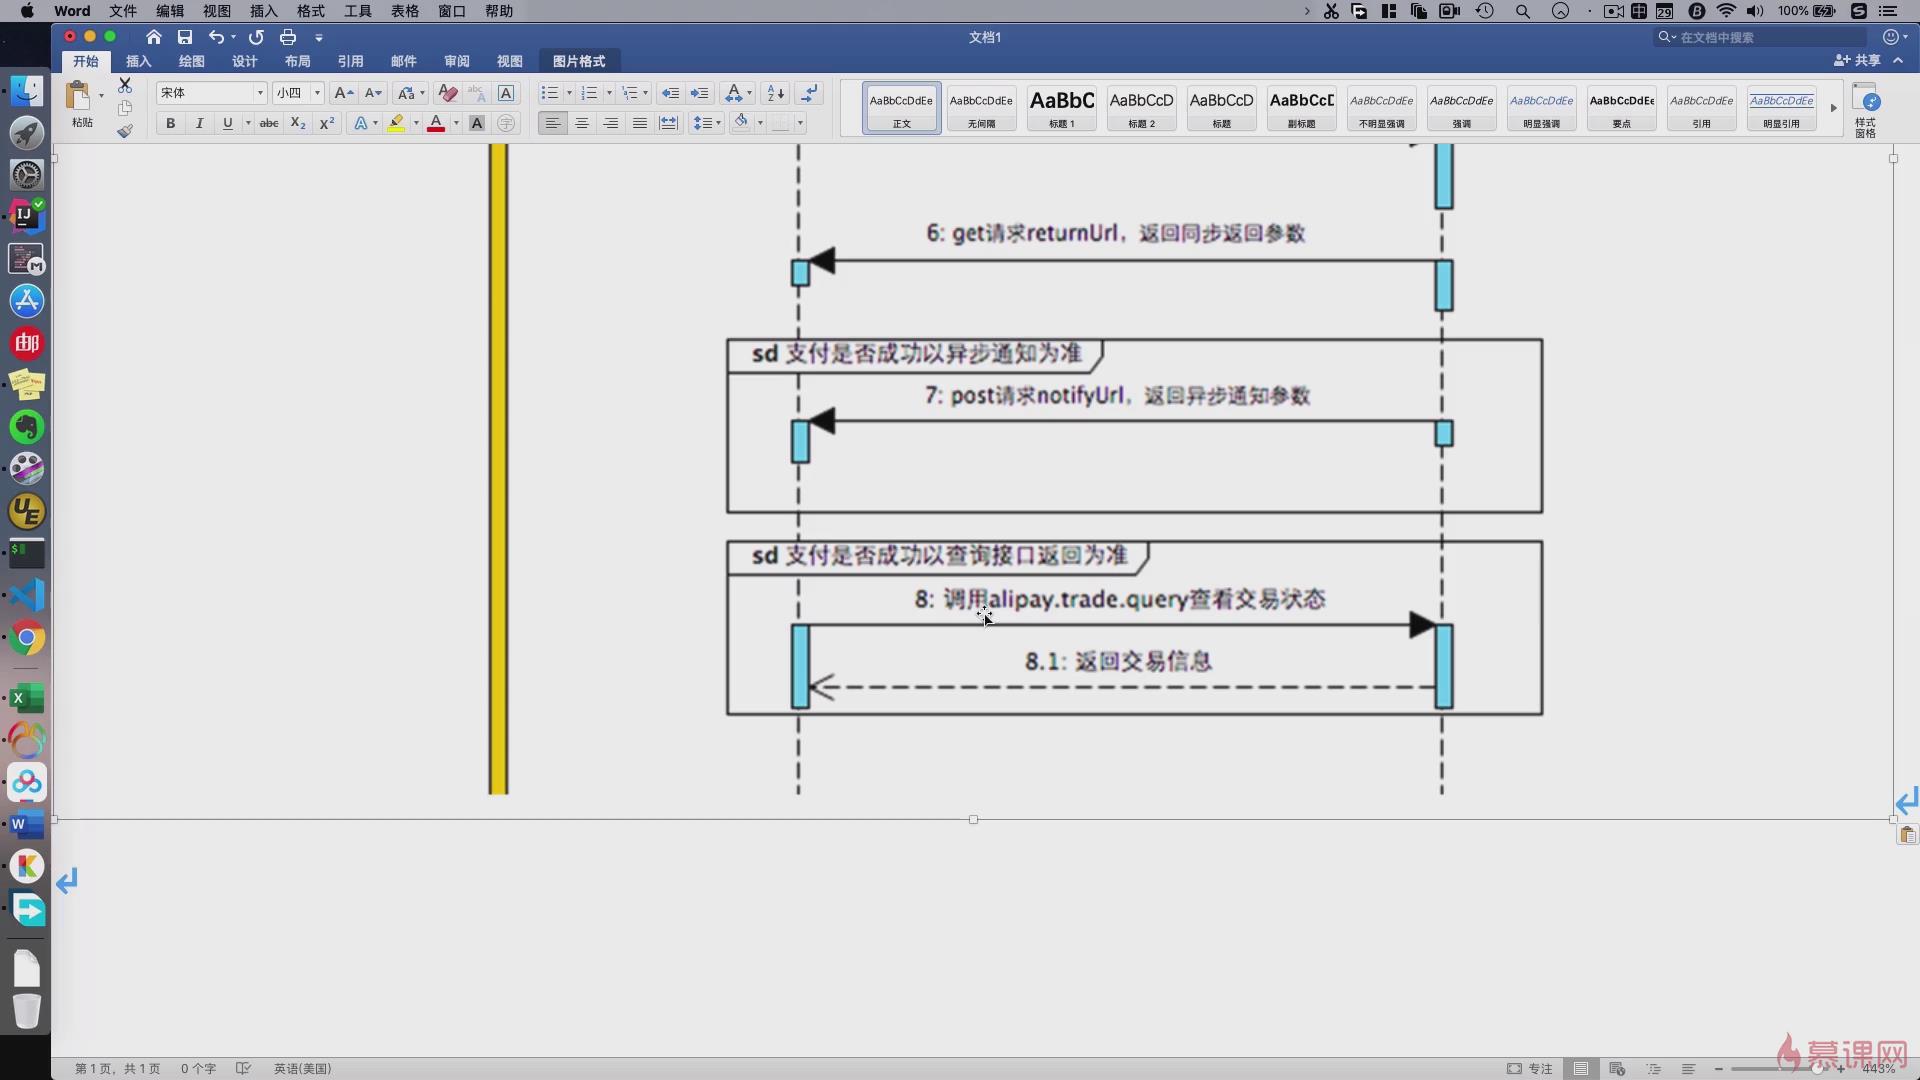 Word 文件 编辑 视图 插入 格式 工具 表格 窗口 帮助 100%
文档1
在文档中搜索
开始 插入 绘图 设计 布局 引用 邮件 审阅 视图 图片格式 共享
粘贴 宋体 小四
AaBbCcDdEe AaBbCcDdEe AaBbC AaBbCcD AaBbCcD AaBbCcD AaBbCcDdEe AaBbCcDdEe AaBbCcDdEe AaBbCcDdEe AaBbCcDdEe AaBbCcDdEe
正文 无间隔 标题 1 标题 2 标题 副标题 不明显强调 强调 明显强调 要点 引用 明显引用
样式
窗格
6: get请求returnUrl，返回同步返回参数
sd 支付是否成功以异步通知为准
7: post请求notifyUrl，返回异步通知参数
sd 支付是否成功以查询接口返回为准
8: 调用alipay.trade.query查看交易状态
8.1: 返回交易信息
慕课网
第 1 页，共 1 页 0 个字 英语(美国) 专注 443%